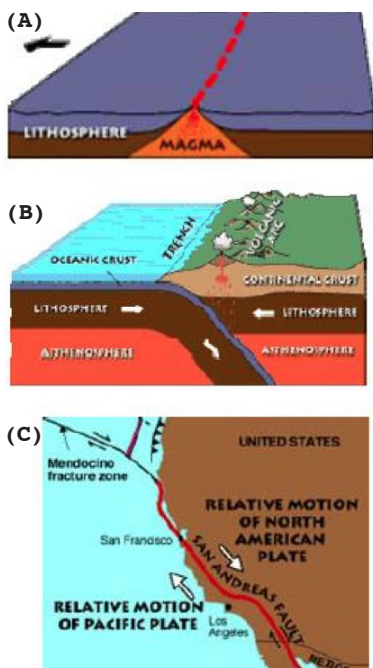 (A)
LITHOSPHERE
MAGMA
(B)
TRENCH
VOLCANIC
ARC
OCEANIC CRUST
CONTINENTAL CRUST
LITHOSPHERE
LITHOSPHERE
ASTHENOSPHERE
ASTHENOSPHERE
(C)
UNITED STATES
Mendocino
fracture zone
RELATIVE MOTION
OF NORTH
AMERICAN
PLATE
San Francisco
SAN ANDREAS FAULT
RELATIVE MOTION
OF PACIFIC PLATE
Los
Angeles